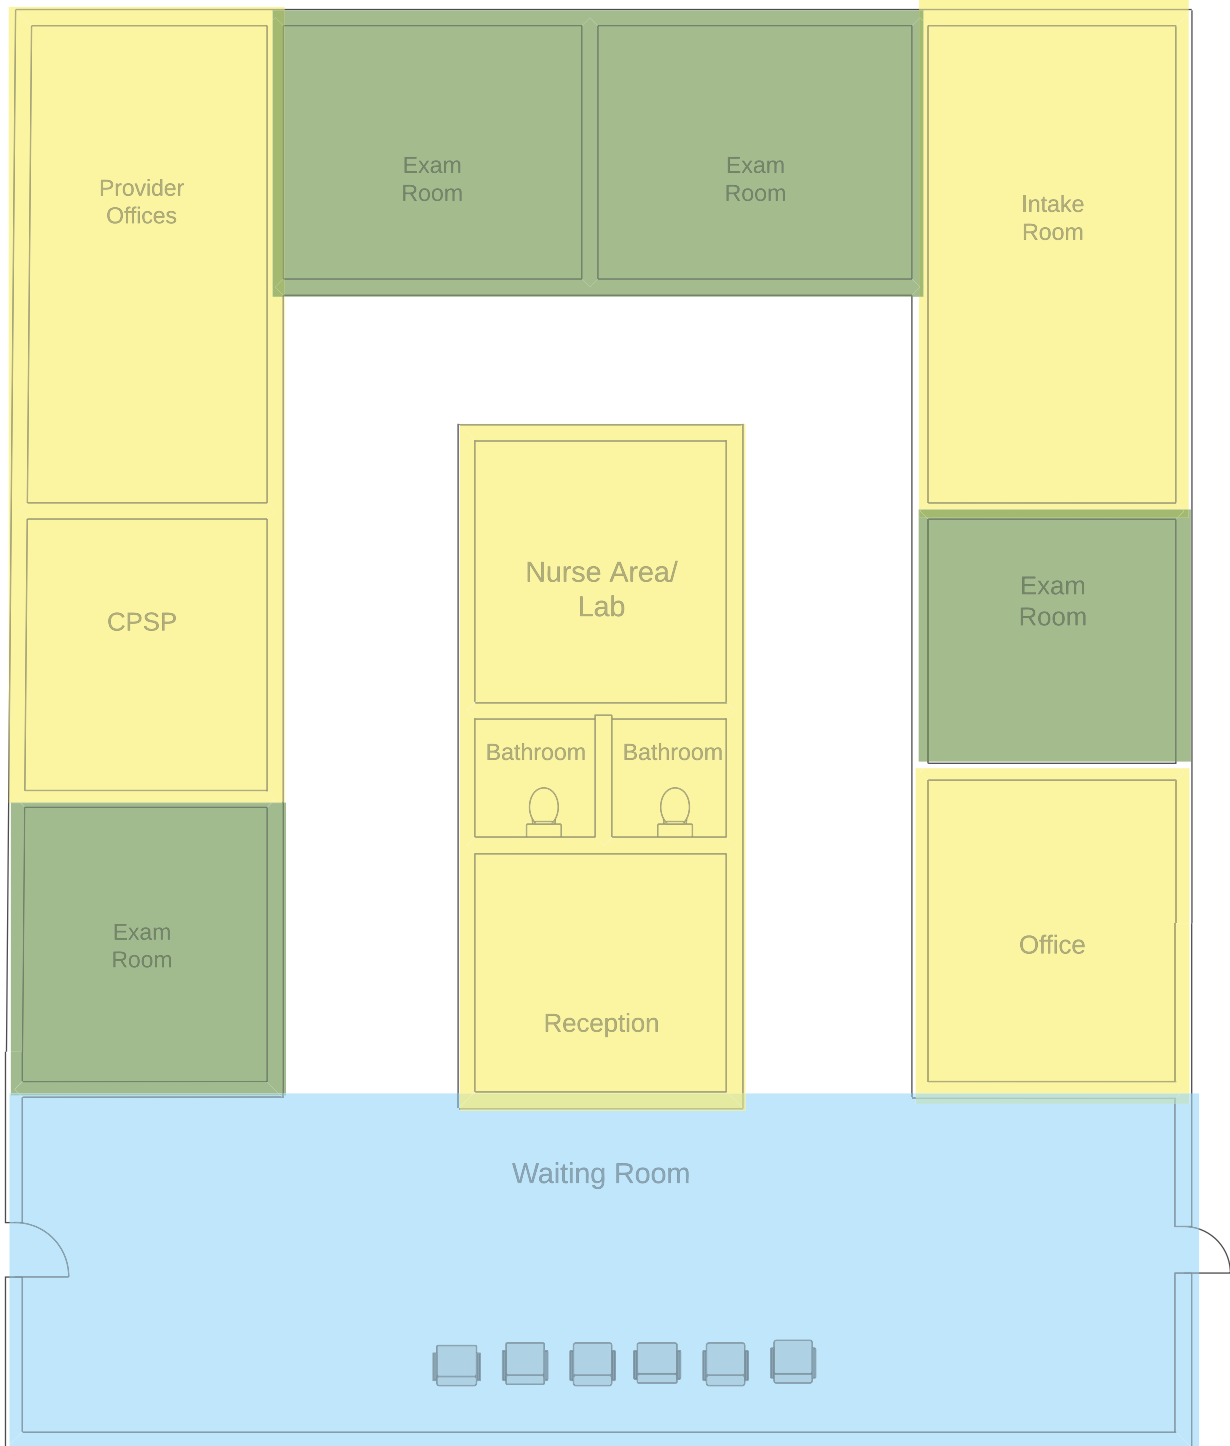 Provider
Offices
Exam
Room
Exam
Room
Intake
Room
CPSP
Nurse Area/
Lab
Exam
Room
Bathroom
Bathroom
Exam
Room
Reception
Office
Waiting Room